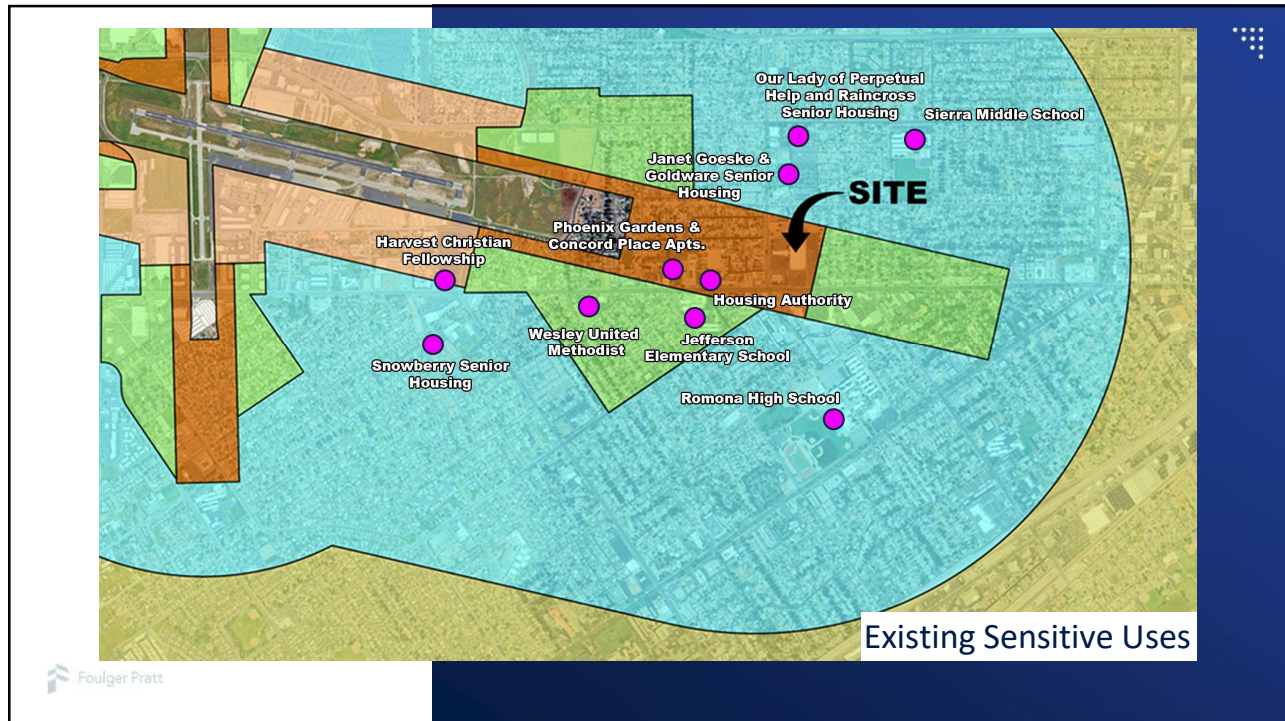 Our Lady of Perpetual
Help and Raincross
Senior Housing
Sierra Middle School
Janet Goeske &
Goldware Senior
Housing
SITE
Phoenix Gardens &
Concord Place Apts.
Harvest Christian
Fellowship
Housing Authority
Wesley United
Methodist
Jefferson
Elementary School
Snowberry Senior
Housing
Romona High School
Existing Sensitive Uses
Foulger Pratt